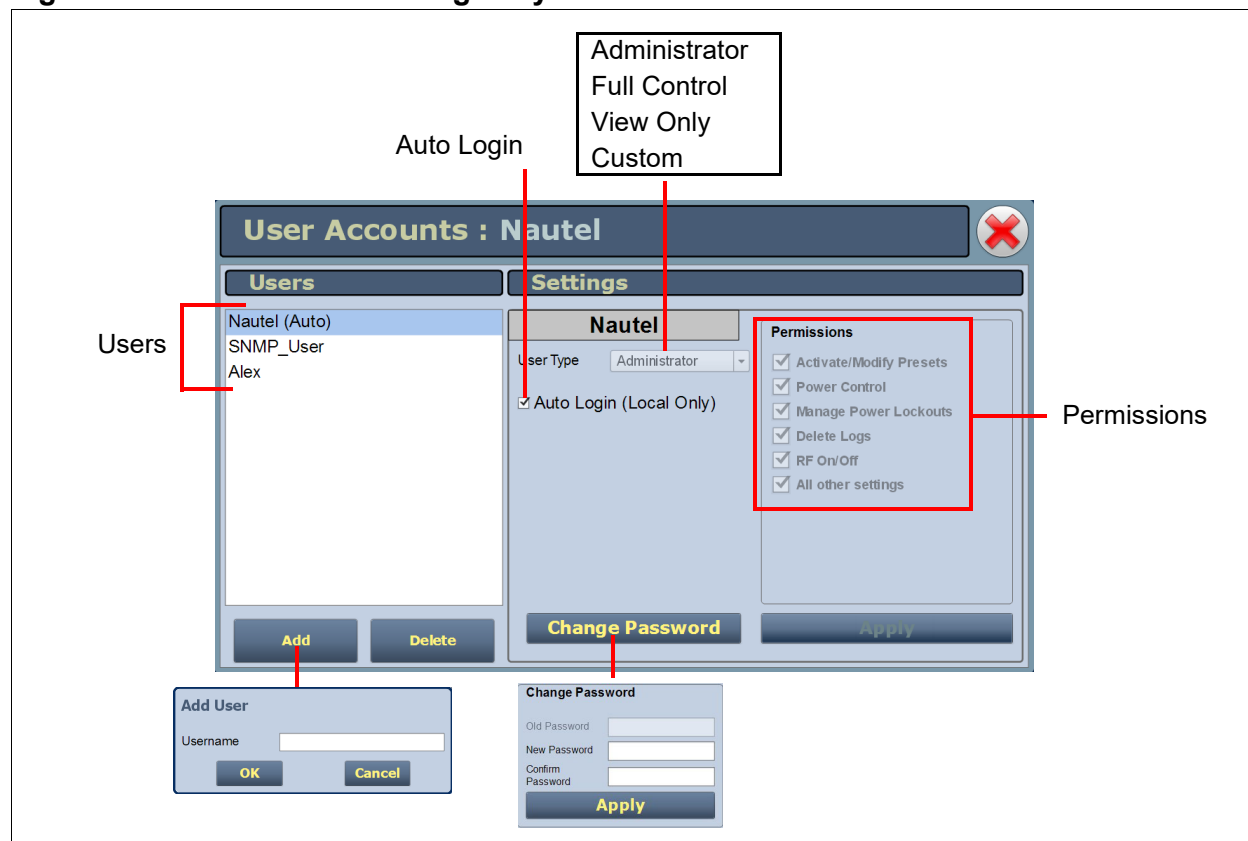 Administrator
Full Control
View Only
Custom
Auto Login
User Accounts : Nautel
Users
Settings
Users
Nautel (Auto)
SNMP_User
Alex
Nautel
User Type
Administrator
Auto Login (Local Only)
Permissions
Activate/Modify Presets
Power Control
Manage Power Lockouts
Delete Logs
RF On/Off
All other settings
Permissions
Add
Delete
Change Password
Apply
Add User
Username
OK
Cancel
Change Password
Old Password
New Password
Confirm
Password
Apply